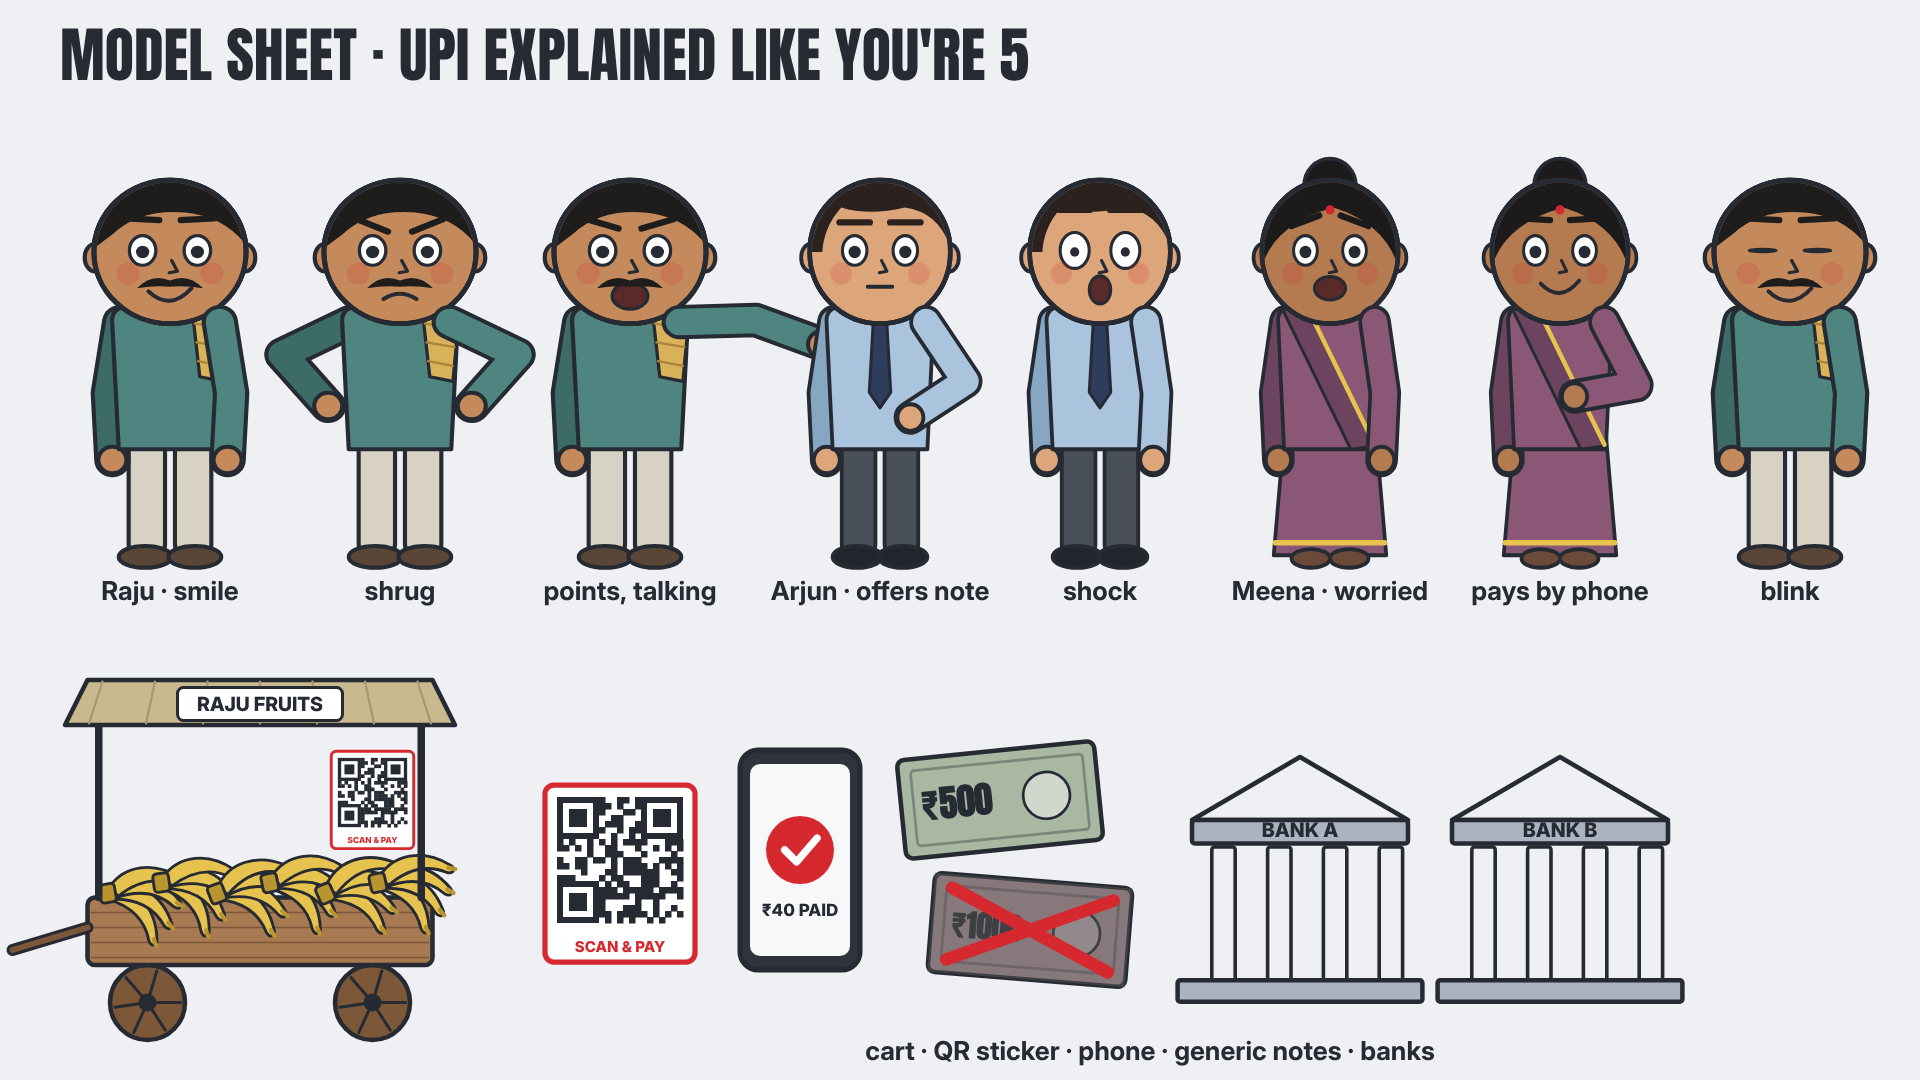 MODEL SHEET · UPI EXPLAINED LIKE YOU'RE 5
Raju · smile
shrug
points, talking
Arjun · offers note
shock
Meena · worried
pays by phone
blink
RAJU FRUITS
SCAN & PAY
SCAN & PAY
₹40 PAID
₹500
BANK A
BANK B
cart · QR sticker · phone · generic notes · banks